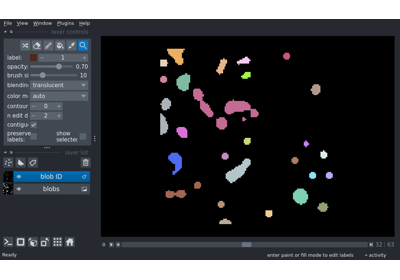 File View Window Plugins Help
layer controls
label: 1
opacity: 0.70
brush si 10
blendin translucent
color m auto
contour 0
n edit d 2
contigu
preserve show
labels selected
layer list
blob ID
blobs
32 63
Ready enter paint or fill mode to edit labels activity